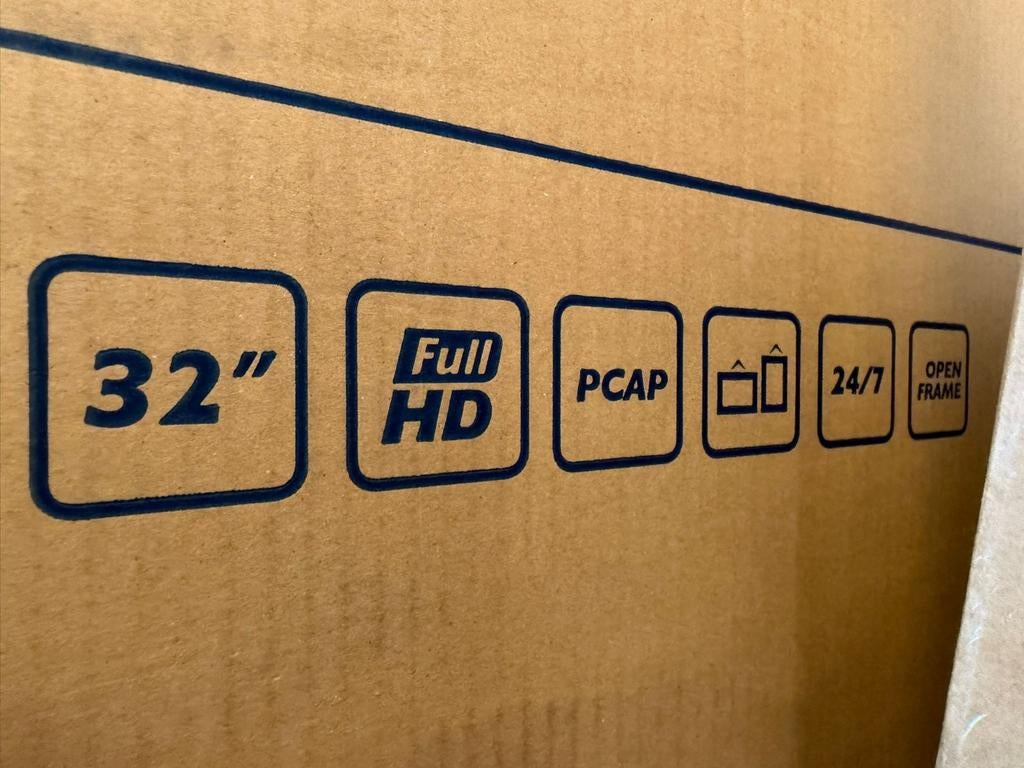 32"
Full
HD
PCAP
24/7
OPEN
FRAME